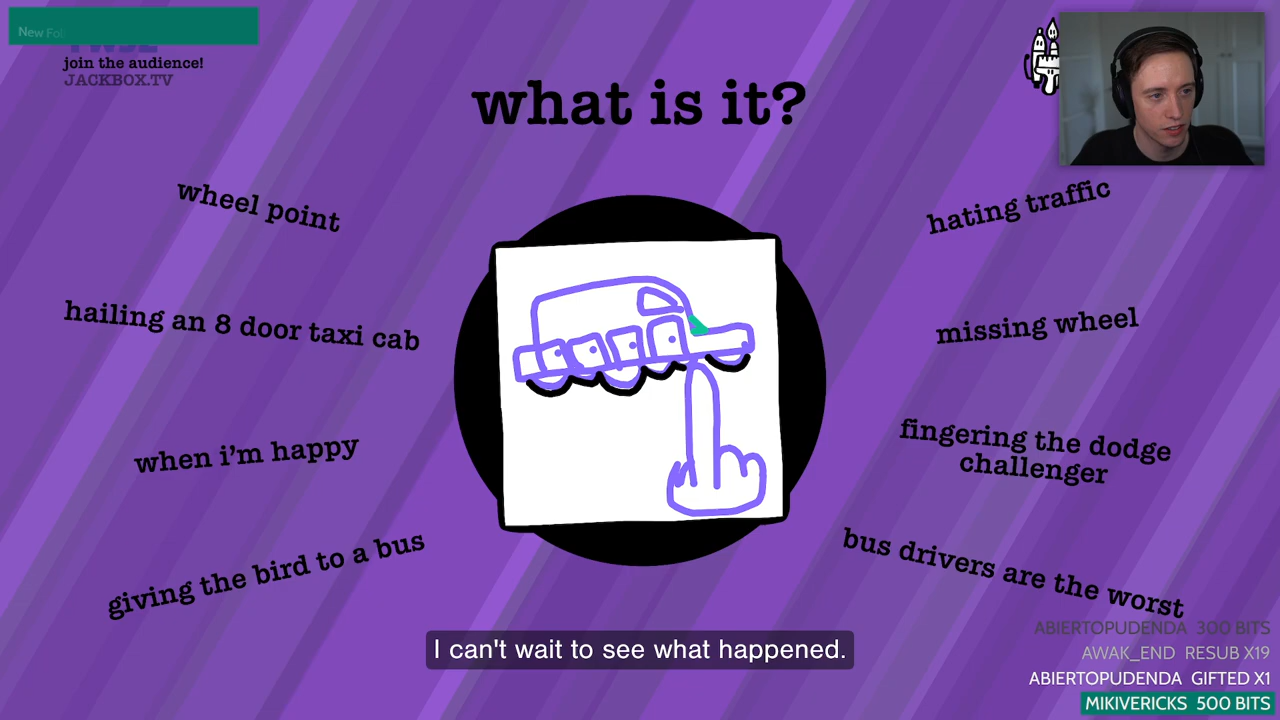 New Fol
join the audience!
JACKBOX.TV
what is it?
wheel point
hailing an 8 door taxi cab
when i'm happy
giving the bird to a bus
hating traffic
missing wheel
fingering the dodge
challenger
bus drivers are the worst
I can't wait to see what happened.
ABIERTOPUDENDA 300 BITS
AWAK_END RESUB X19
ABIERTOPUDENDA GIFTED X1
MIKIVERICKS 500 BITS